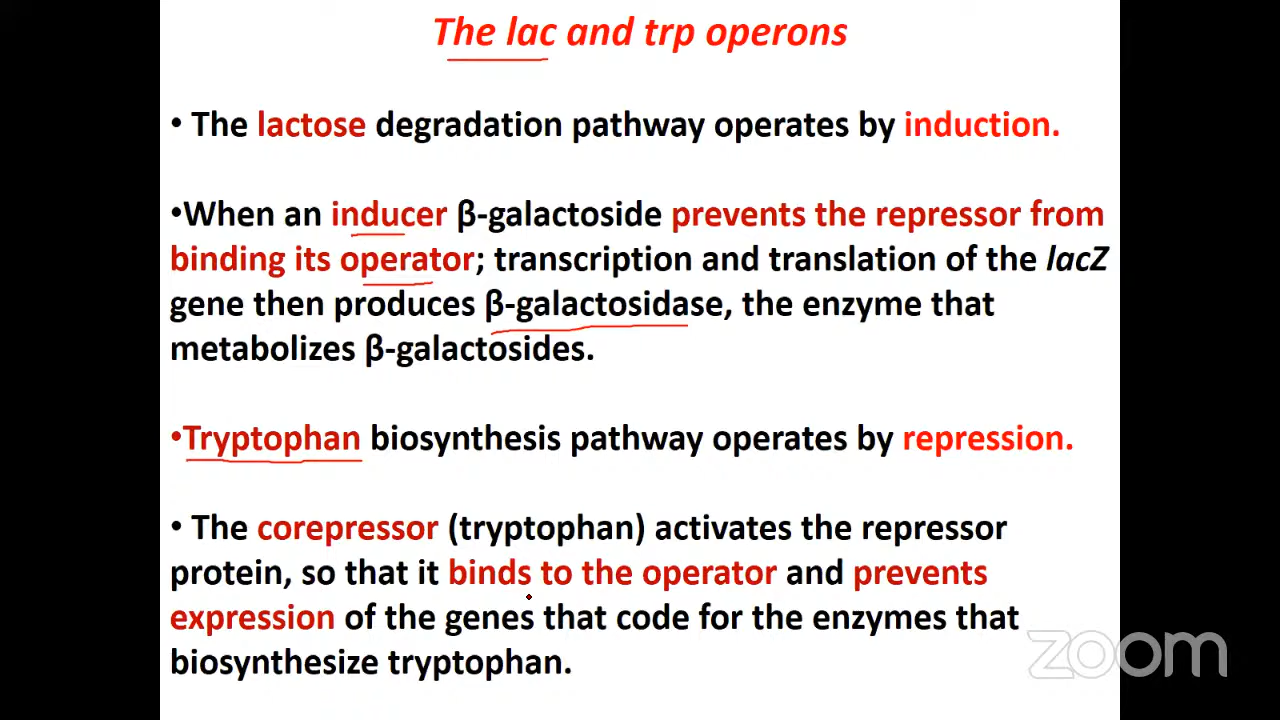 The lac and trp operons
• The lactose degradation pathway operates by induction.
•When an inducer β-galactoside prevents the repressor from
binding its operator; transcription and translation of the lacZ
gene then produces β-galactosidase, the enzyme that
metabolizes β-galactosides.
•Tryptophan biosynthesis pathway operates by repression.
• The corepressor (tryptophan) activates the repressor
protein, so that it binds to the operator and prevents
expression of the genes that code for the enzymes that
biosynthesize tryptophan.
zoom